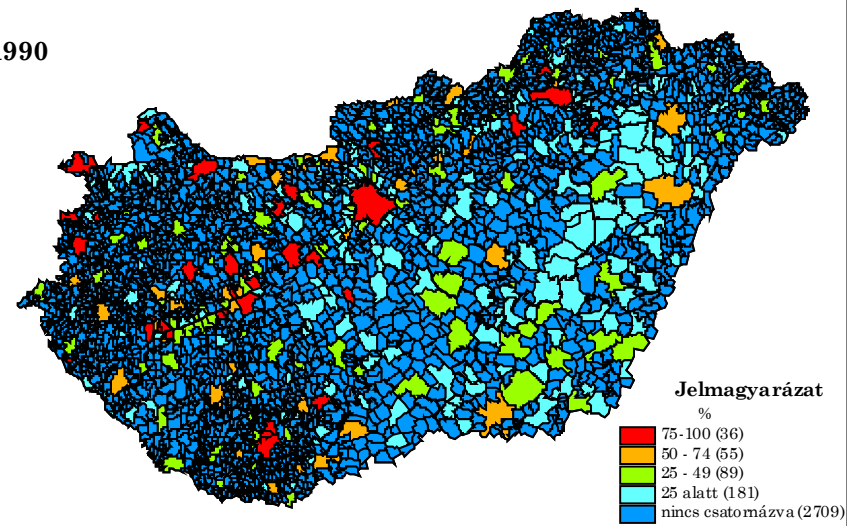 1990
Jelmagyarázat
%
75-100 (36)
50 - 74 (55)
25 - 49 (89)
25 alatt (181)
nincs csatornázva (2709)